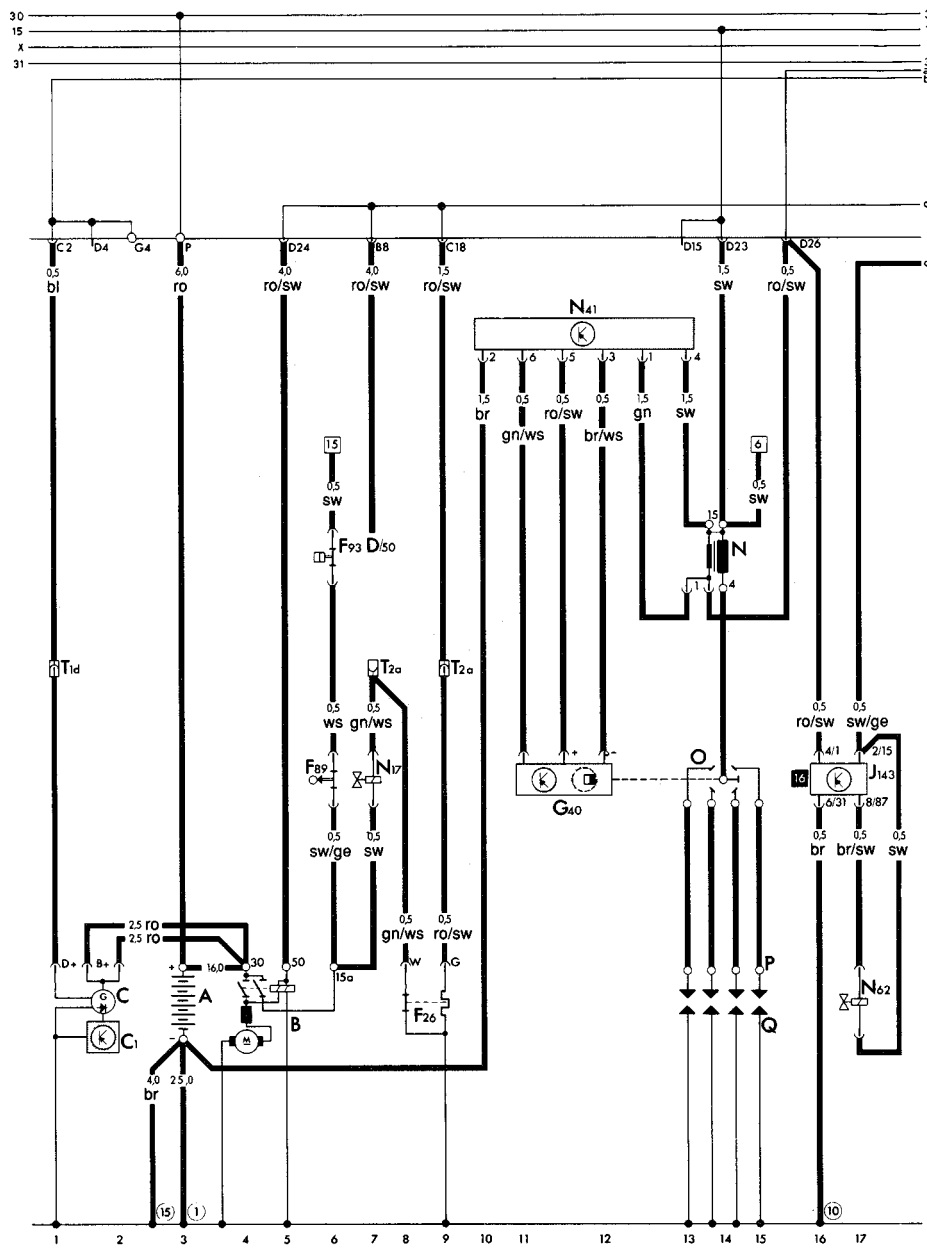 30
15
X
31
C2 D4 G4 P D24 B8 C18 D15 D23 D26
0,5 6,0 4,0 4,0 1,5 1,5 0,5
bl ro ro/sw ro/sw ro/sw sw ro/sw
N41
2 6 5 3 1 4
1,5 0,5 0,5 0,5 1,5 1,5
br gn/ws ro/sw br/ws gn sw
15 6
0,5 0,5
sw sw
15
F93 D/50 N
1 4
T1d T2a T2a
0,5 0,5 0,5 0,5
ws gn/ws ro/sw sw/ge
+ - O 4/1 2/15
F89 N17 16 J143
G40 6/31 8/87
0,5 0,5 0,5 0,5 0,5
sw/ge sw br br/sw sw
2,5 ro 0,5 0,5
2,5 ro gn/ws ro/sw
D+ B+ + 16,0 30 50 15a W G P
G
C A B F26 N62
C1 M Q
-
4,0 25,0
br
15 1 10
1 2 3 4 5 6 7 8 9 10 11 12 13 14 15 16 17